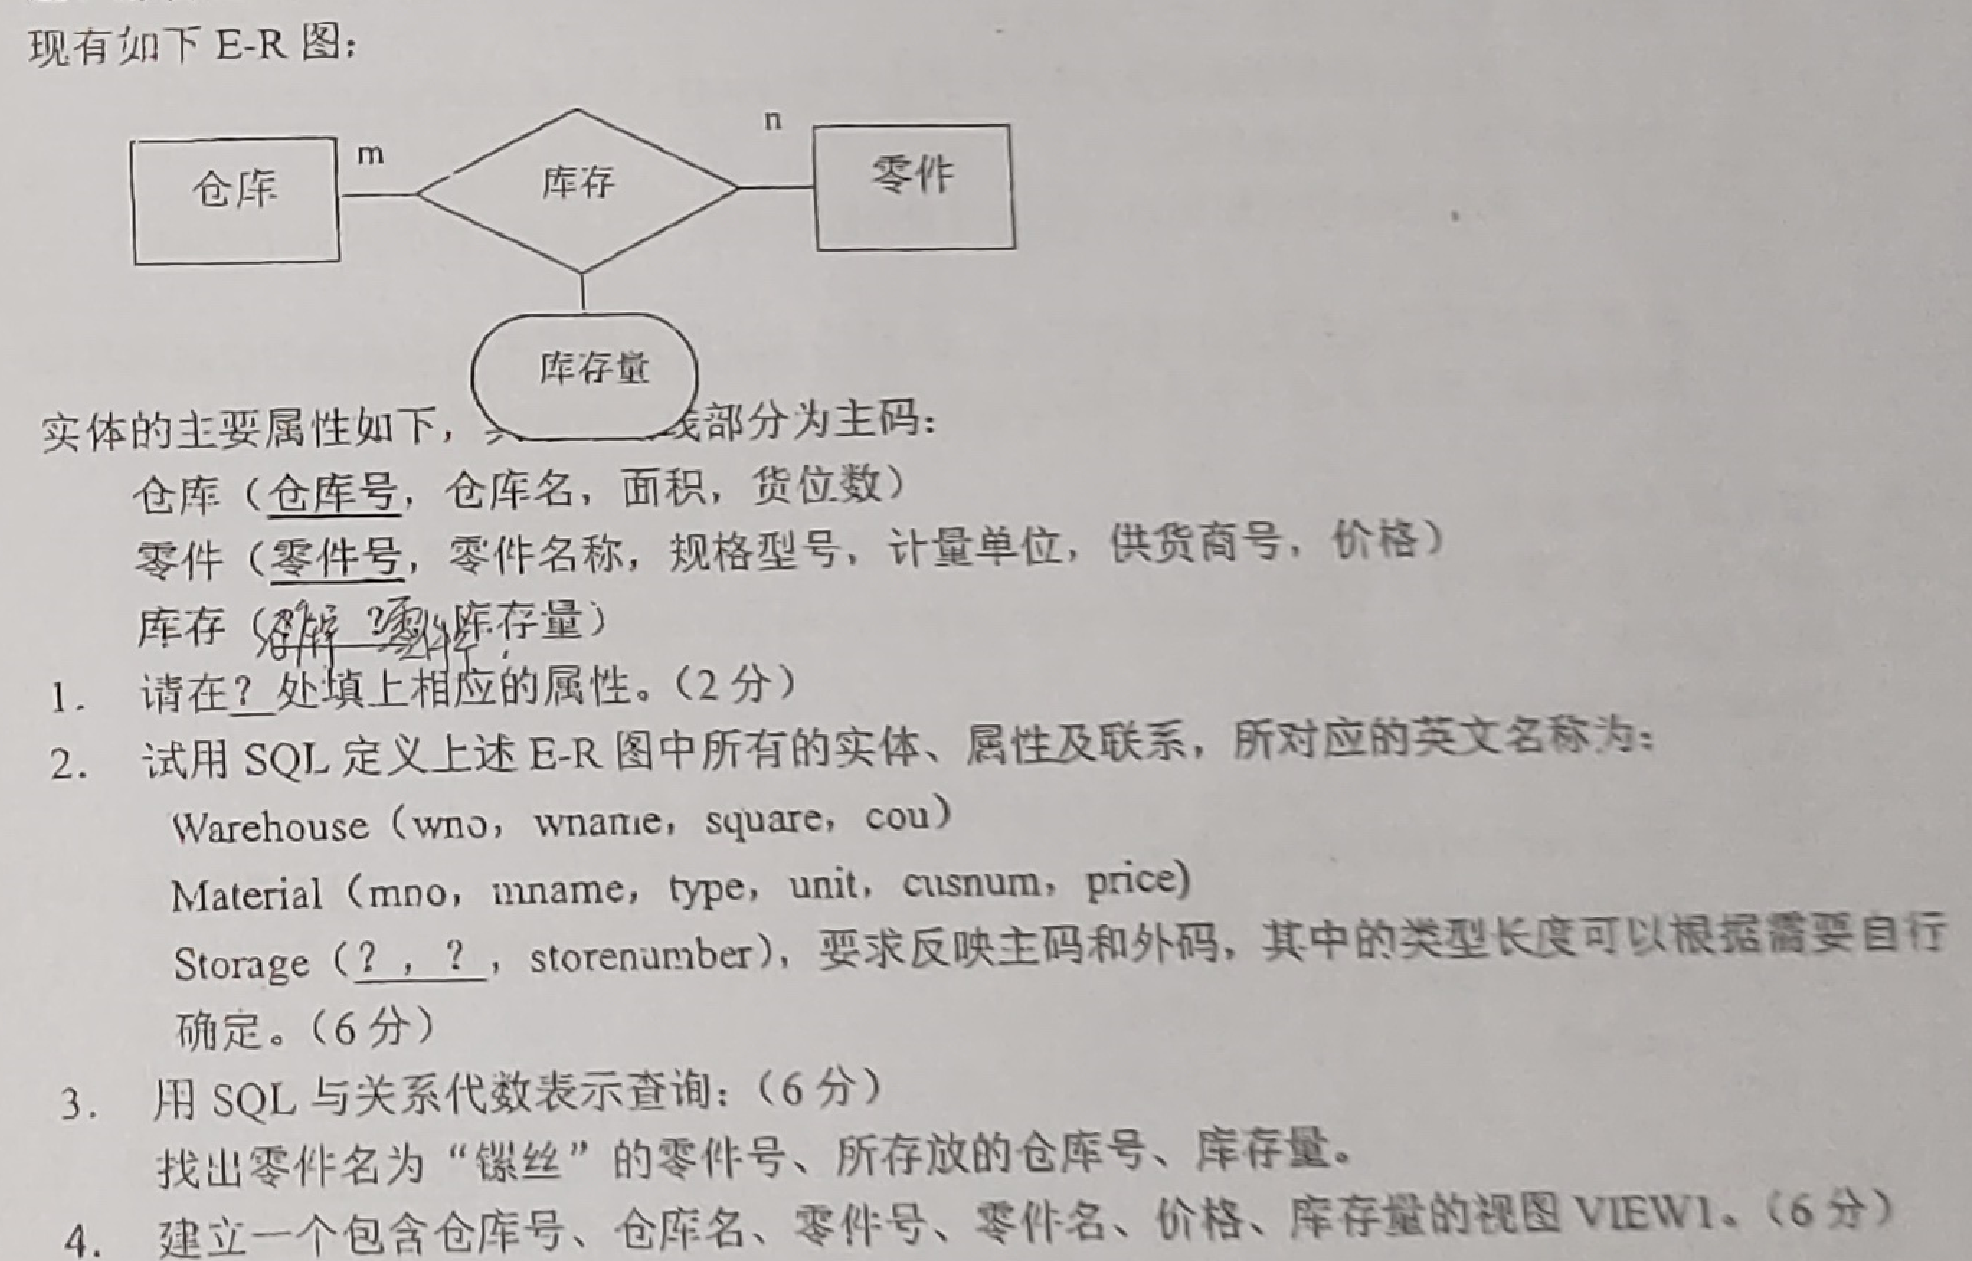 现有如下 E-R 图：
仓库
m
库存
n
零件
库存量
实体的主要属性如下，线部分为主码：
仓库（仓库号，仓库名，面积，货位数）
零件（零件号，零件名称，规格型号，计量单位，供货商号，价格）
库存（库存量）
1. 请在？处填上相应的属性。（2 分）
2. 试用 SQL 定义上述 E-R 图中所有的实体、属性及联系，所对应的英文名称为：
Warehouse（wno，wname，square，cou）
Material（mno，mname，type，unit，cusnum，price)
Storage（？，？，storenumber），要求反映主码和外码，其中的类型长度可以根据需要自行
确定。（6 分）
3. 用 SQL 与关系代数表示查询：（6 分）
找出零件名为“镙丝”的零件号、所存放的仓库号、库存量。
4. 建立一个包含仓库号、仓库名、零件号、零件名、价格、库存量的视图 VIEW1。（6 分）